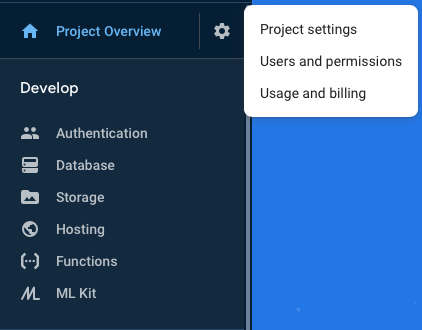 Project Overview
Project settings
Users and permissions
Usage and billing
Develop
Authentication
Database
Storage
Hosting
Functions
ML Kit